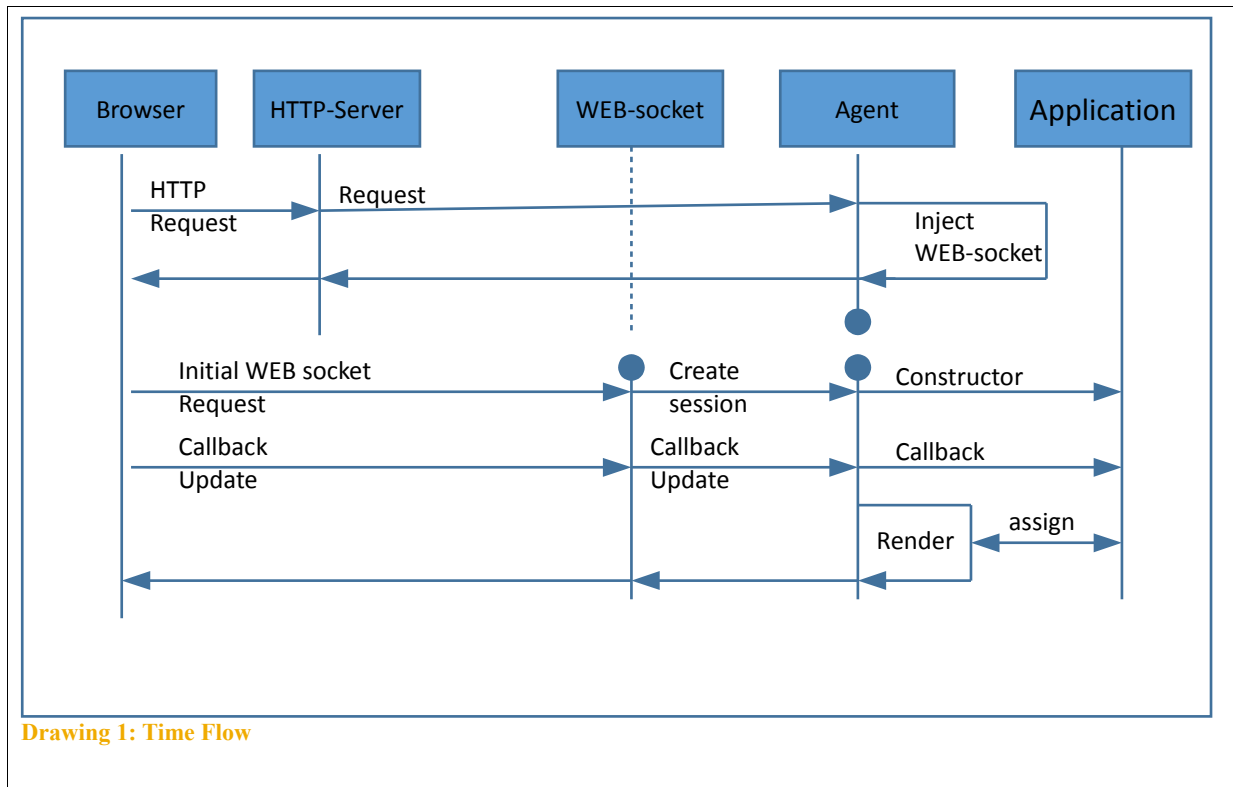 Browser
HTTP-Server
WEB-socket
Agent
Application
HTTP
Request
Request
Inject
WEB-socket
Initial WEB socket
Request
Create
session
Constructor
Callback
Update
Callback
Update
Callback
Render
assign
Drawing 1: Time Flow